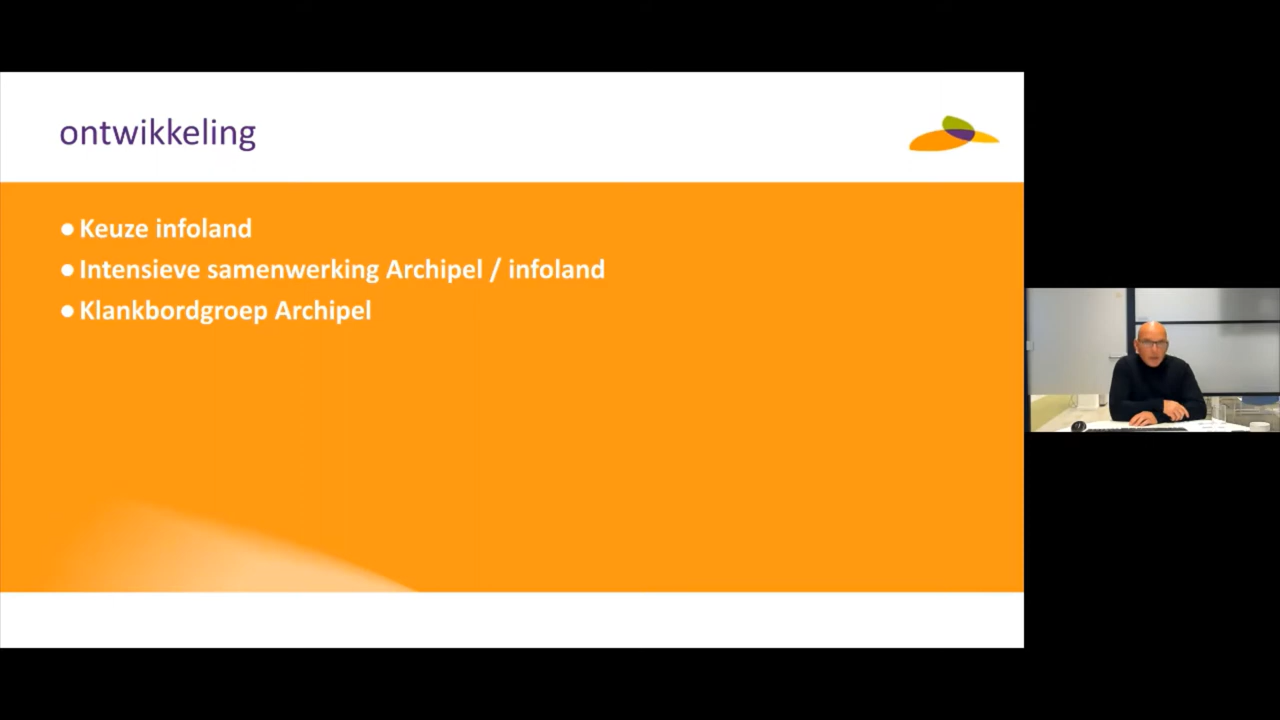 ontwikkeling
● Keuze infoland
● Intensieve samenwerking Archipel / infoland
● Klankbordgroep Archipel